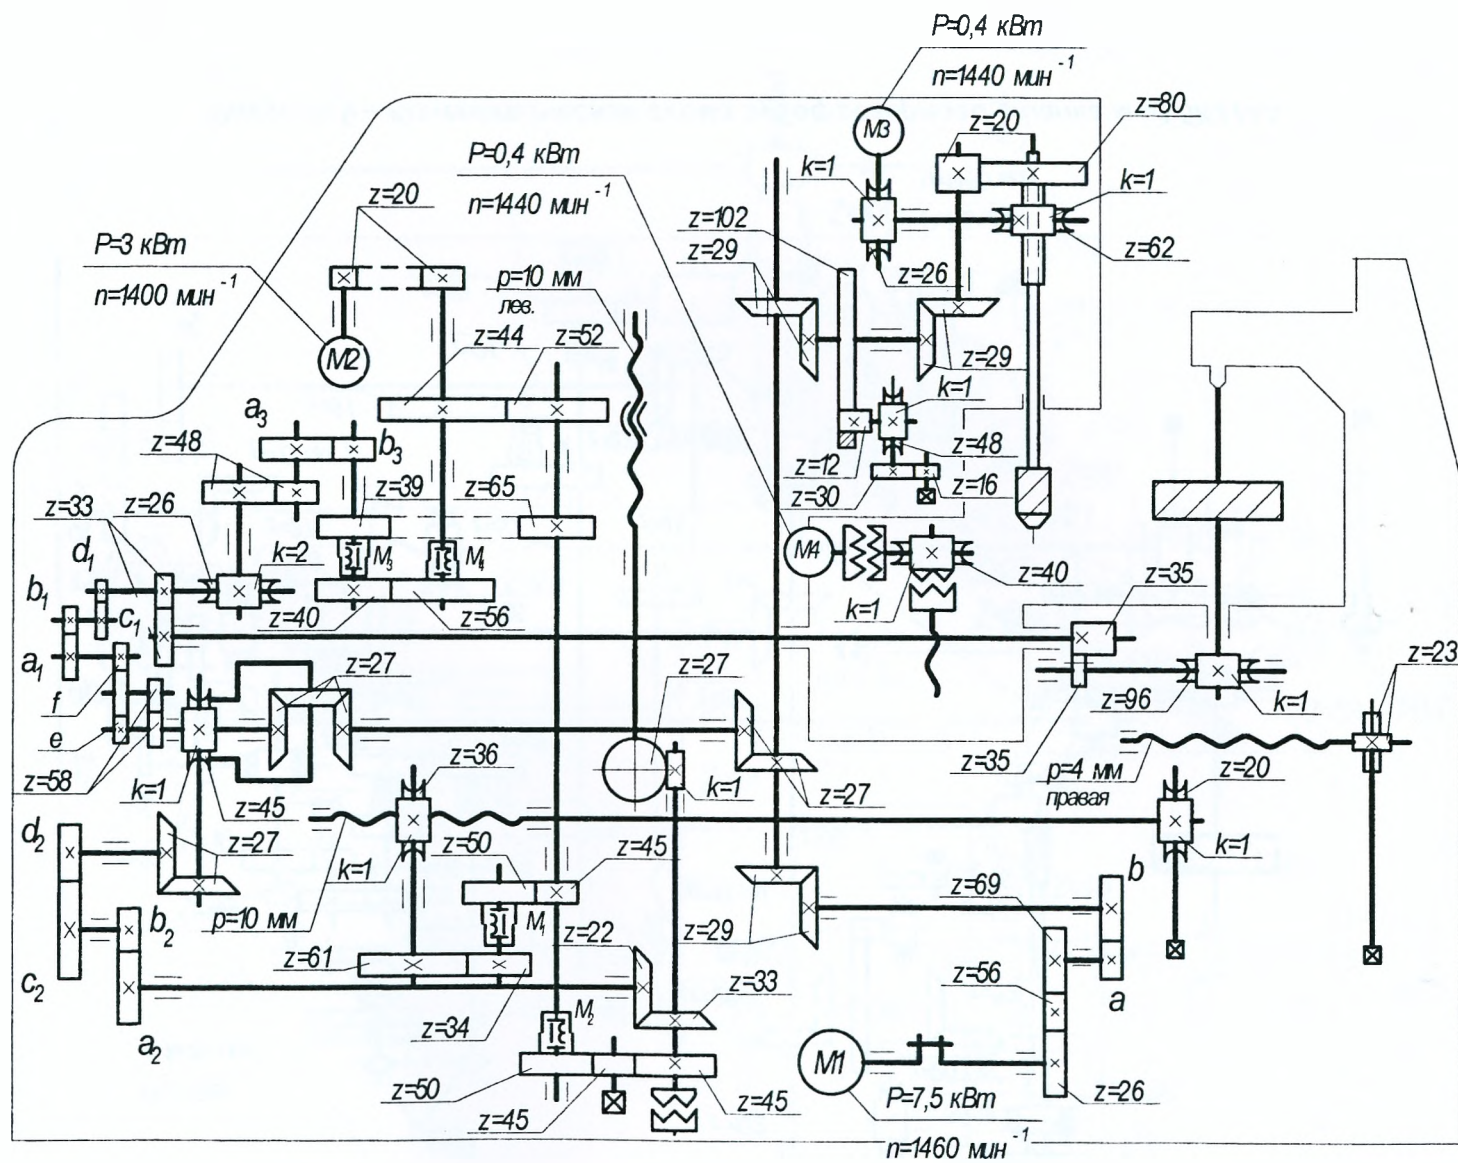 P=0,4 кВт
n=1440 мин -1
M3
z=20
z=80
P=0,4 кВт
n=1440 мин -1
k=1
k=1
z=20
z=102
P=3 кВт
n=1400 мин -1
z=29
z=26
z=62
p=10 мм
лев.
M2
z=44
z=52
z=29
a3
k=1
z=48
b3
z=12
z=48
z=39
z=65
z=30
z=16
z=33
z=26
d1
k=2
M3
M4
M4
z=40
z=35
b1
c1
z=40
z=56
k=1
a1
z=27
z=27
z=23
f
z=96
k=1
e
z=35
p=4 мм
правая
z=58
k=1
z=45
z=36
k=1
z=27
z=20
d2
z=27
k=1
z=50
z=45
k=1
b
z=69
b2
p=10 мм
M1
z=22
z=29
z=61
z=56
c2
z=33
a
z=34
M2
a2
M1
z=50
z=45
z=45
P=7,5 кВт
z=26
n=1460 мин -1